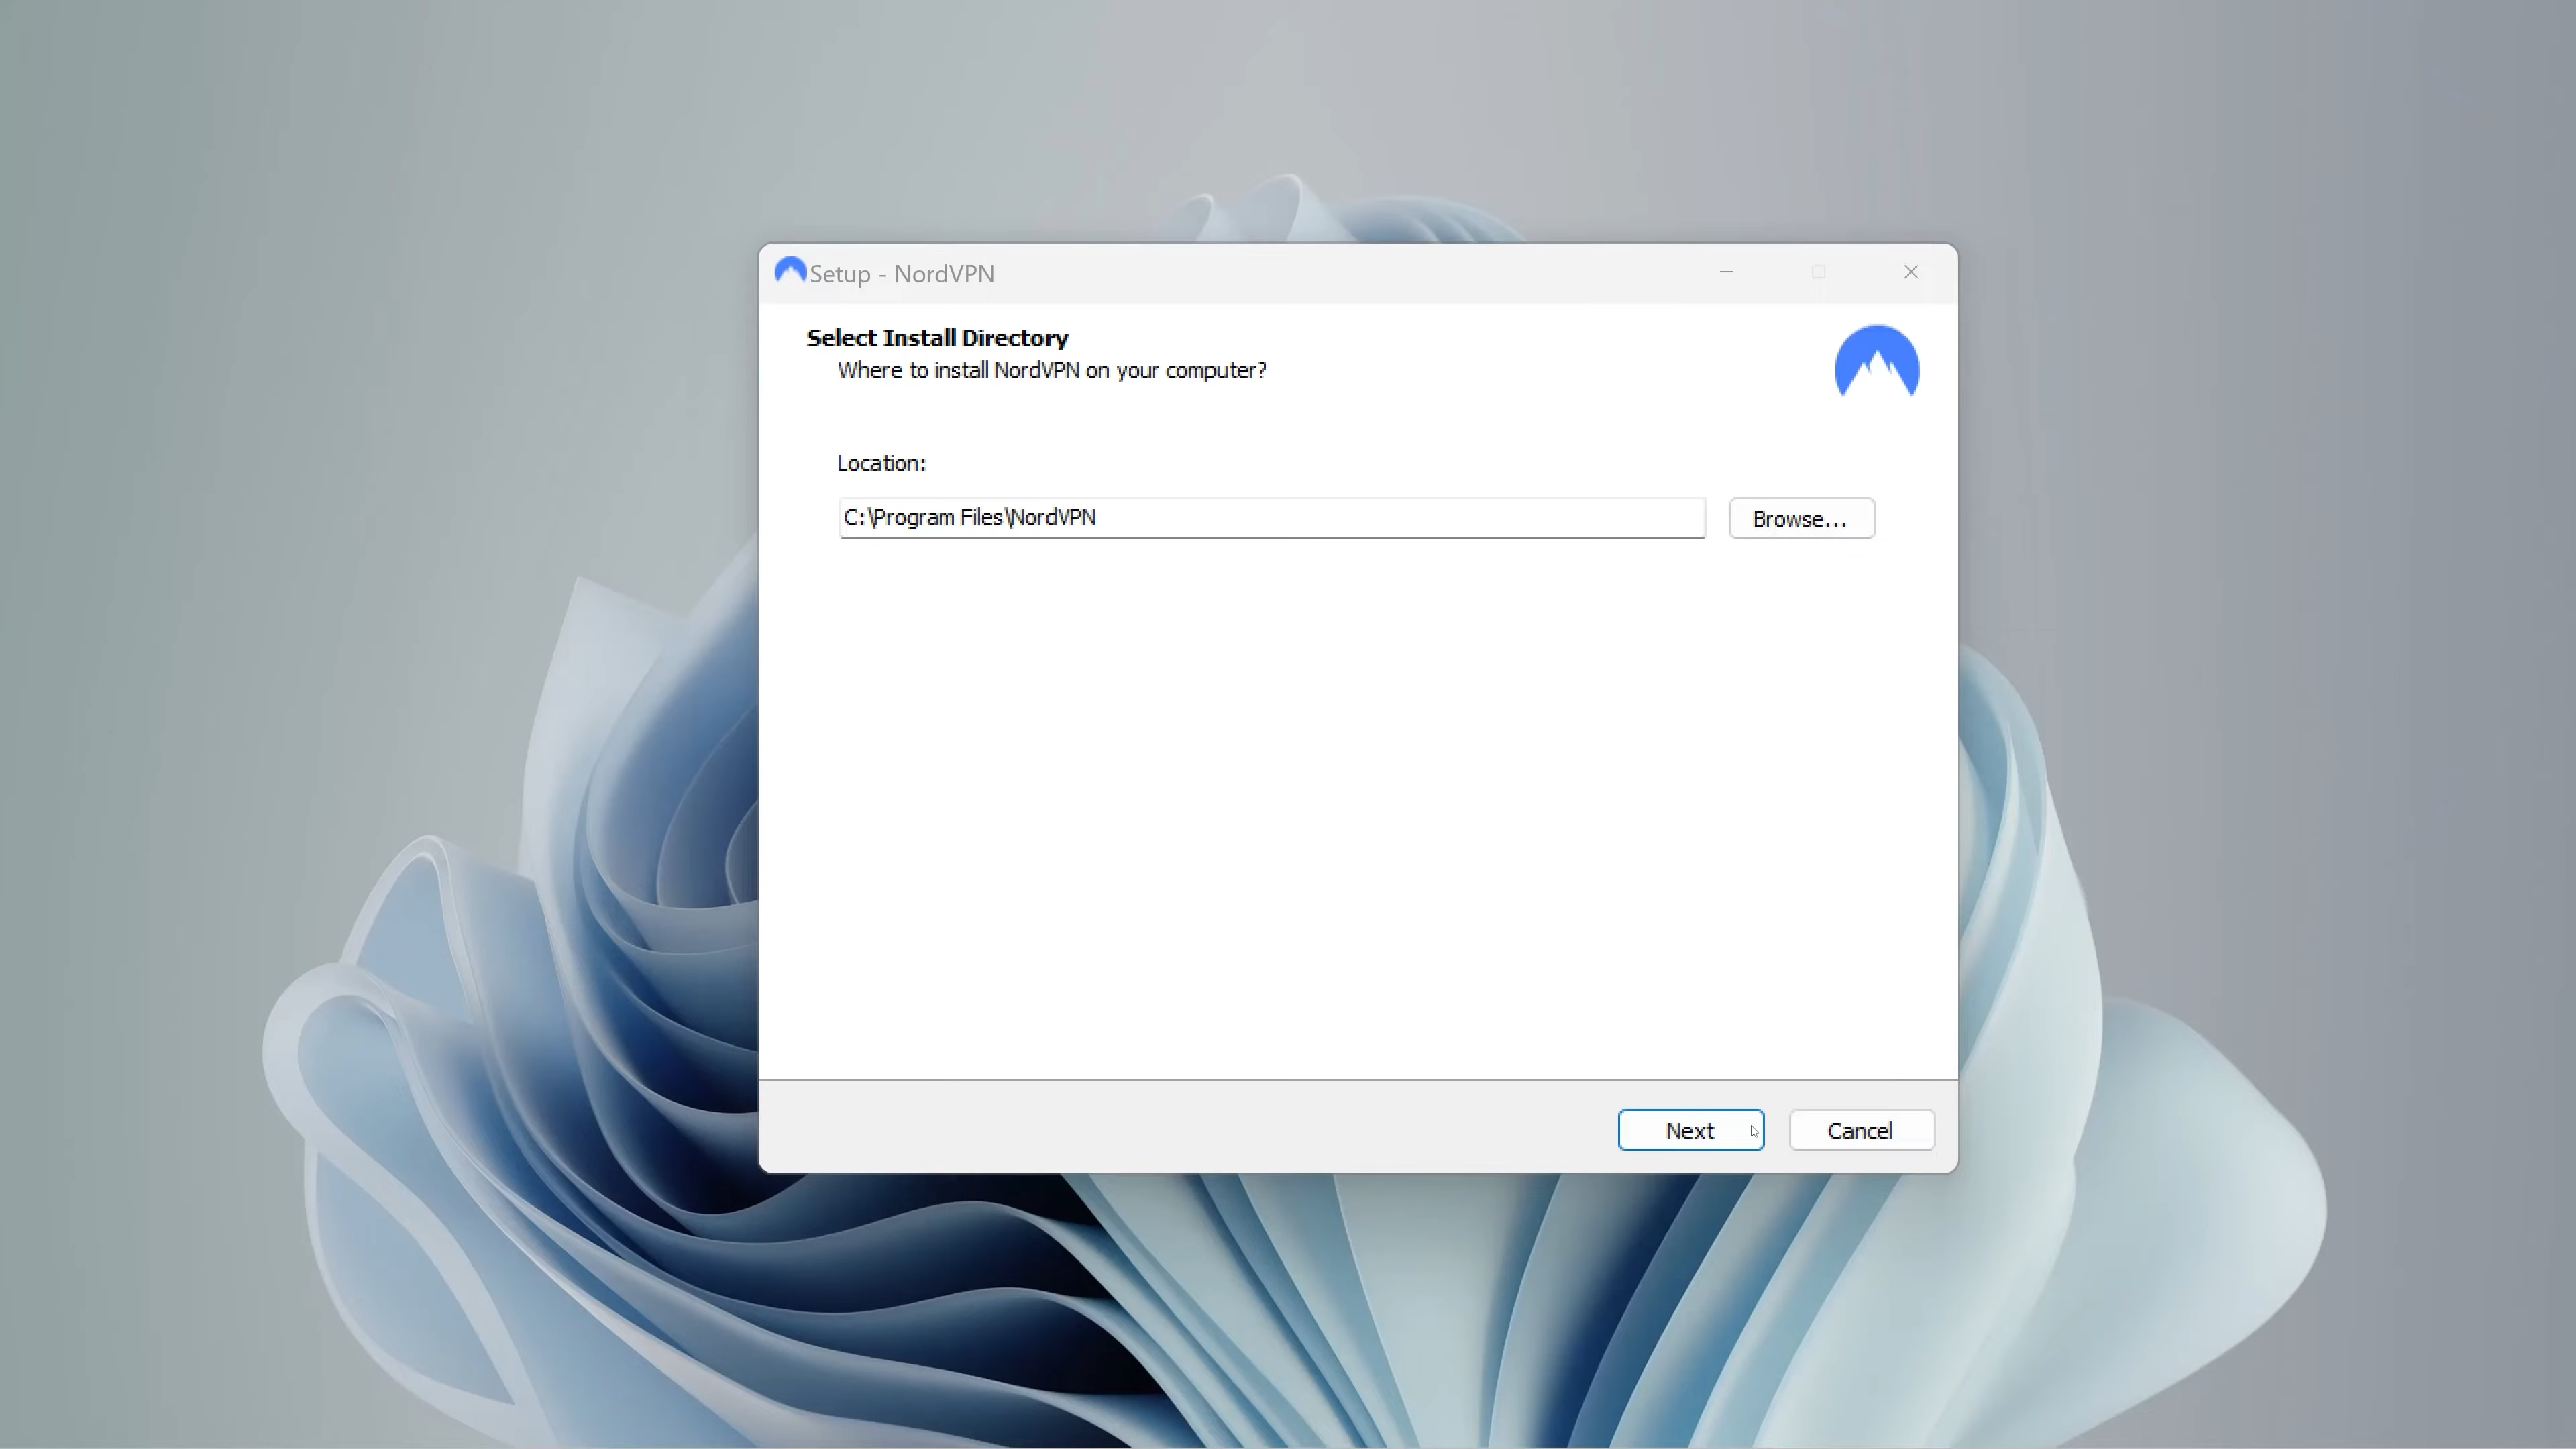 Setup - NordVPN
Select Install Directory
Where to install NordVPN on your computer?
Location:
C:\Program Files\NordVPN
Browse...
Next
Cancel